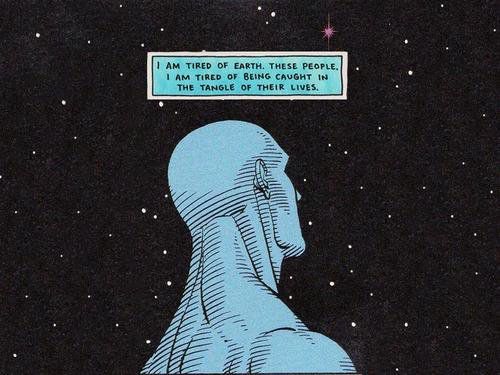 I AM TIRED OF EARTH. THESE PEOPLE.
I AM TIRED OF BEING CAUGHT IN
THE TANGLE OF THEIR LIVES.